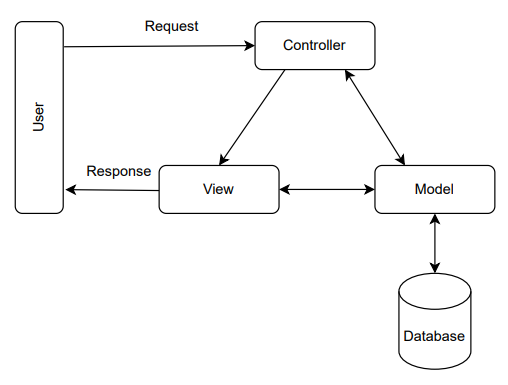 Request
Controller
User
Response
View
Model
Database